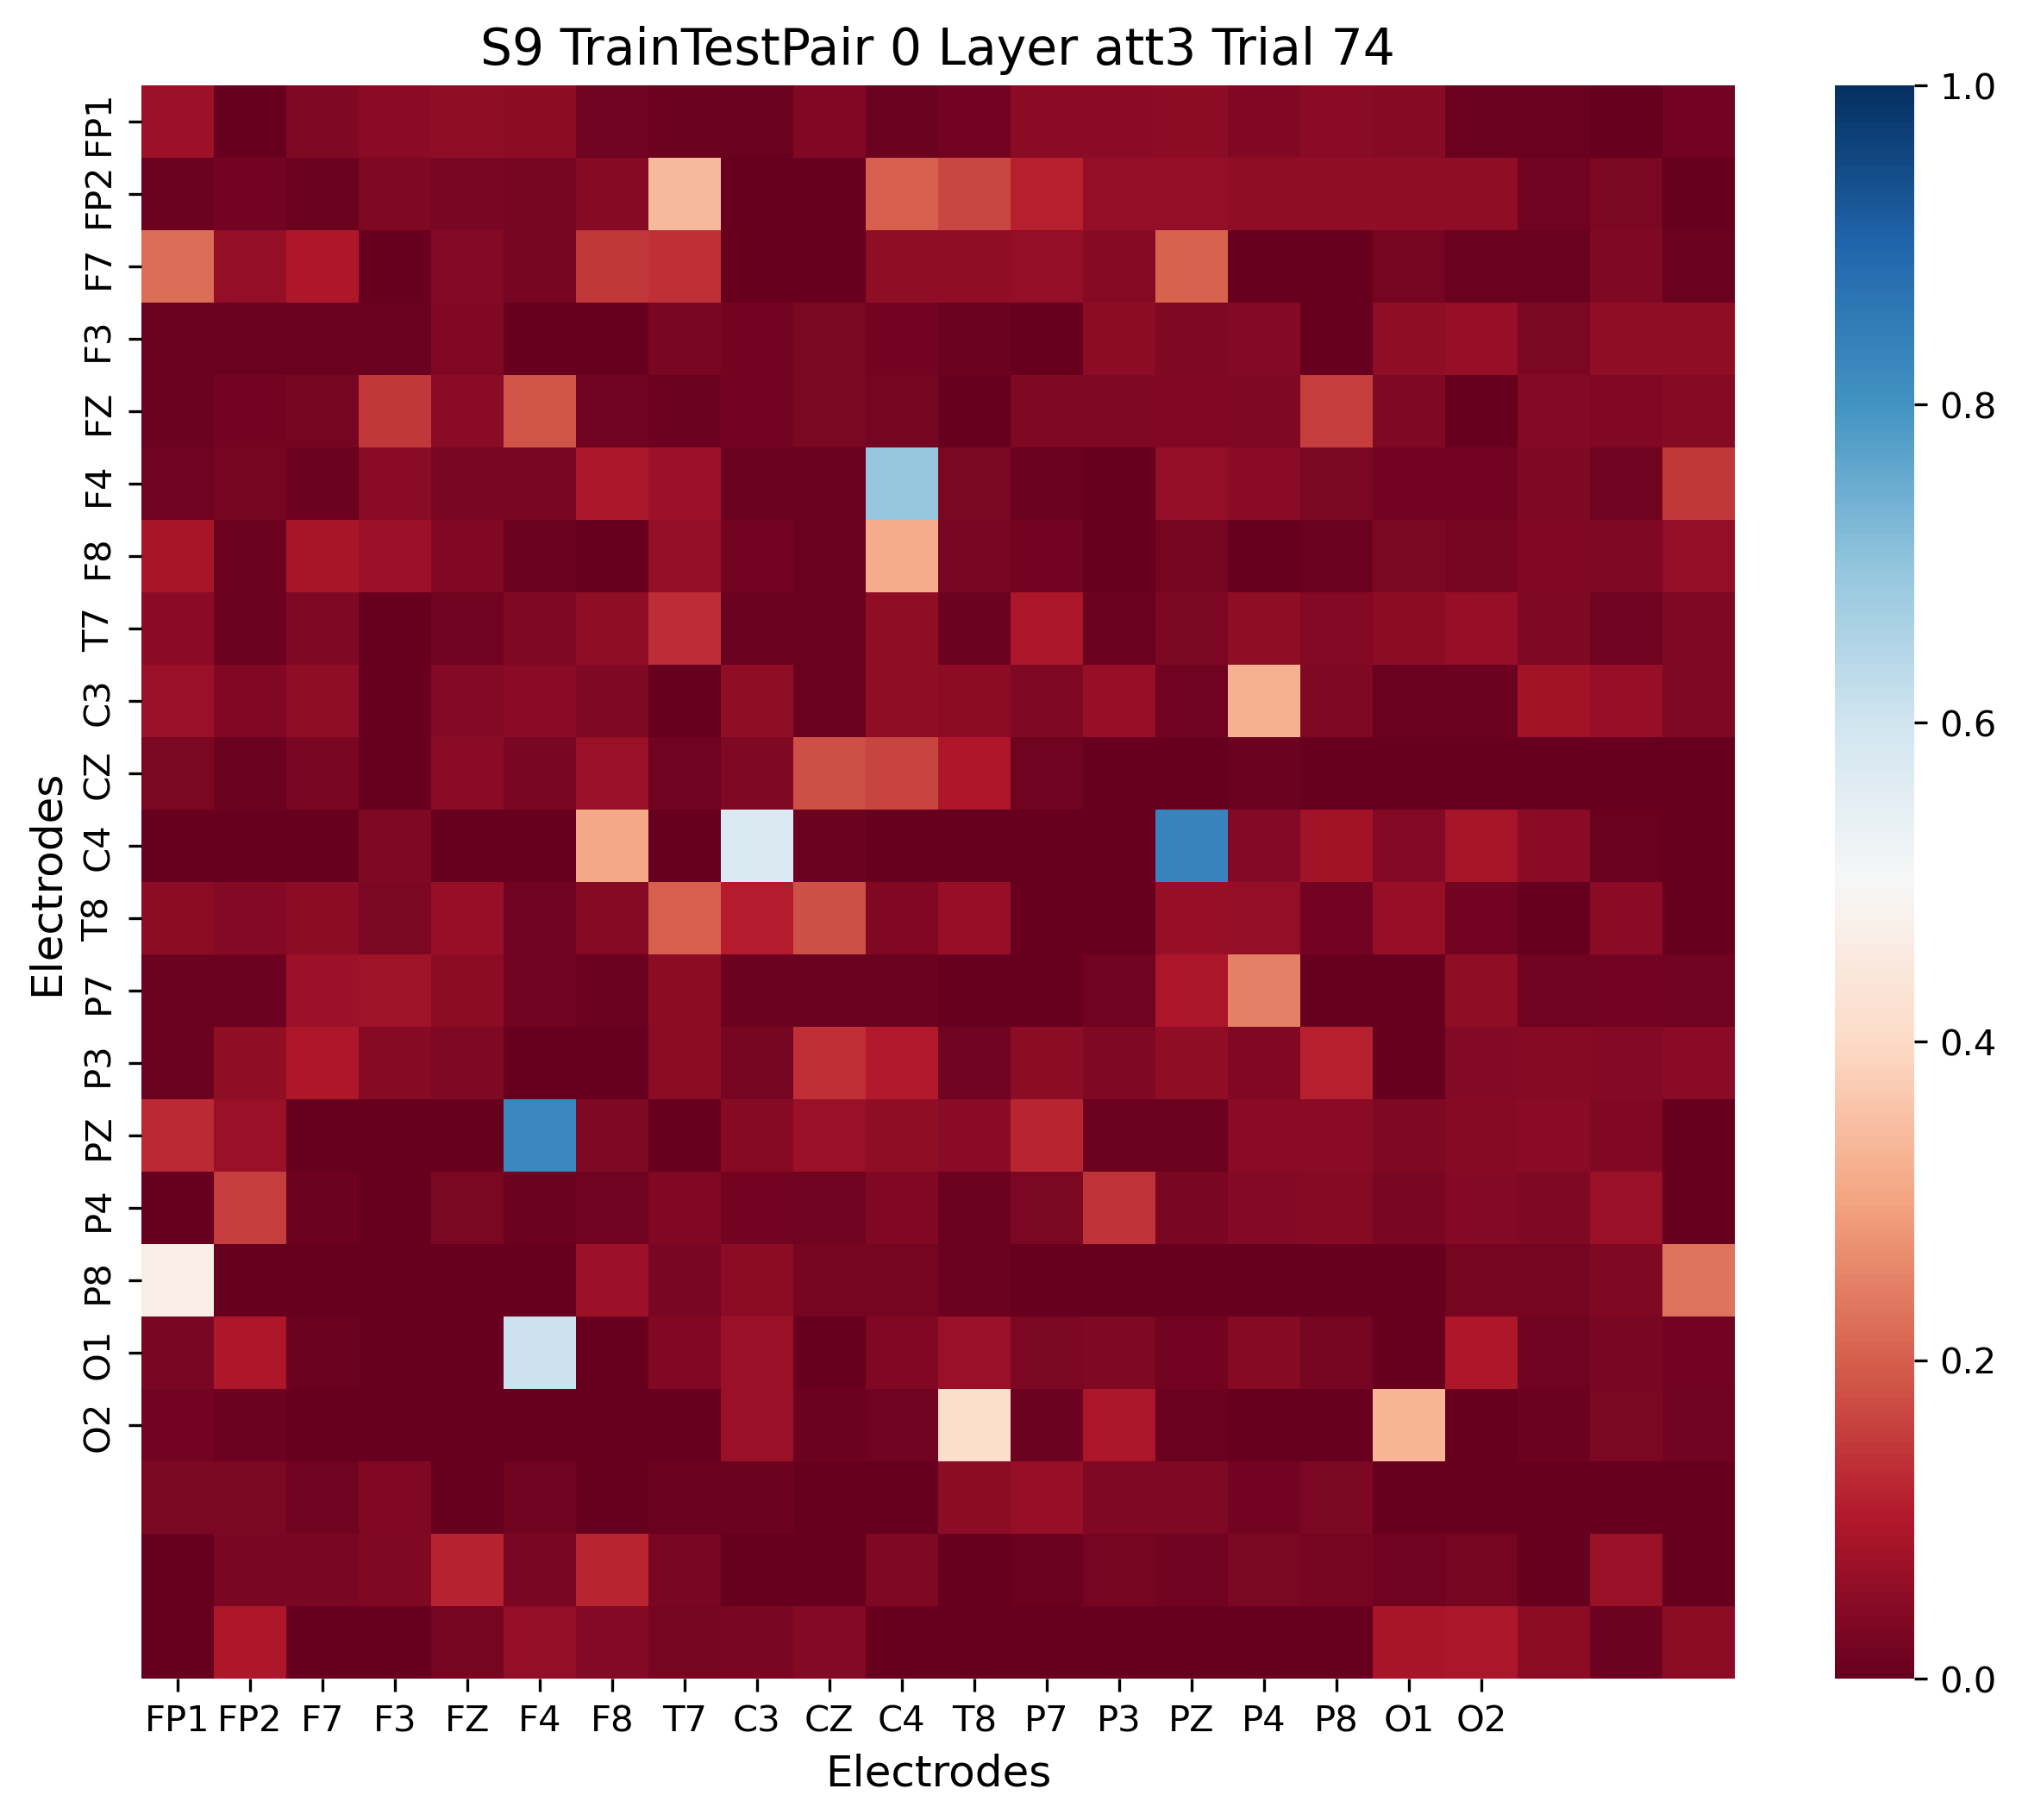 S9 TrainTestPair 0 Layer att3 Trial 74
Electrodes
FP1
FP2
F7
F3
FZ
F4
F8
T7
C3
CZ
C4
T8
P7
P3
PZ
P4
P8
O1
O2
FP1 FP2 F7 F3 FZ F4 F8 T7 C3 CZ C4 T8 P7 P3 PZ P4 P8 O1 O2
Electrodes
1.0
0.8
0.6
0.4
0.2
0.0